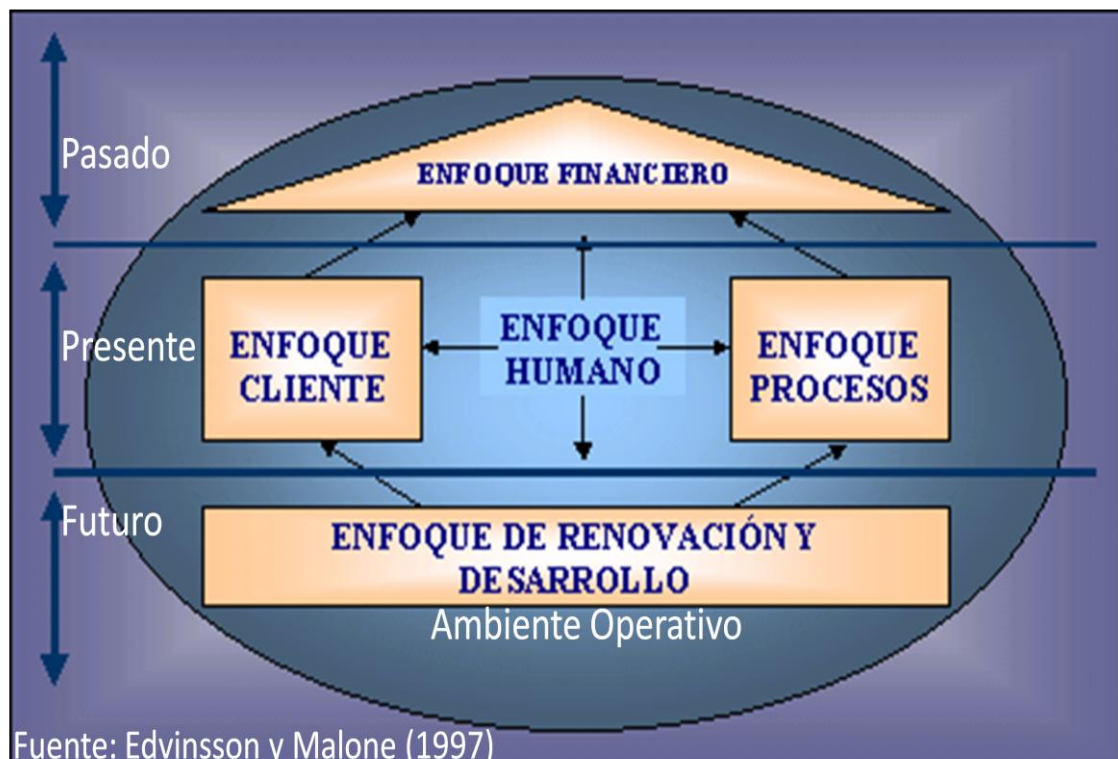 Pasado
ENFOQUE FINANCIERO
Presente
ENFOQUE
CLIENTE
ENFOQUE
HUMANO
ENFOQUE
PROCESOS
Futuro
ENFOQUE DE RENOVACIÓN Y
DESARROLLO
Ambiente Operativo
Fuente: Edvinsson y Malone (1997)